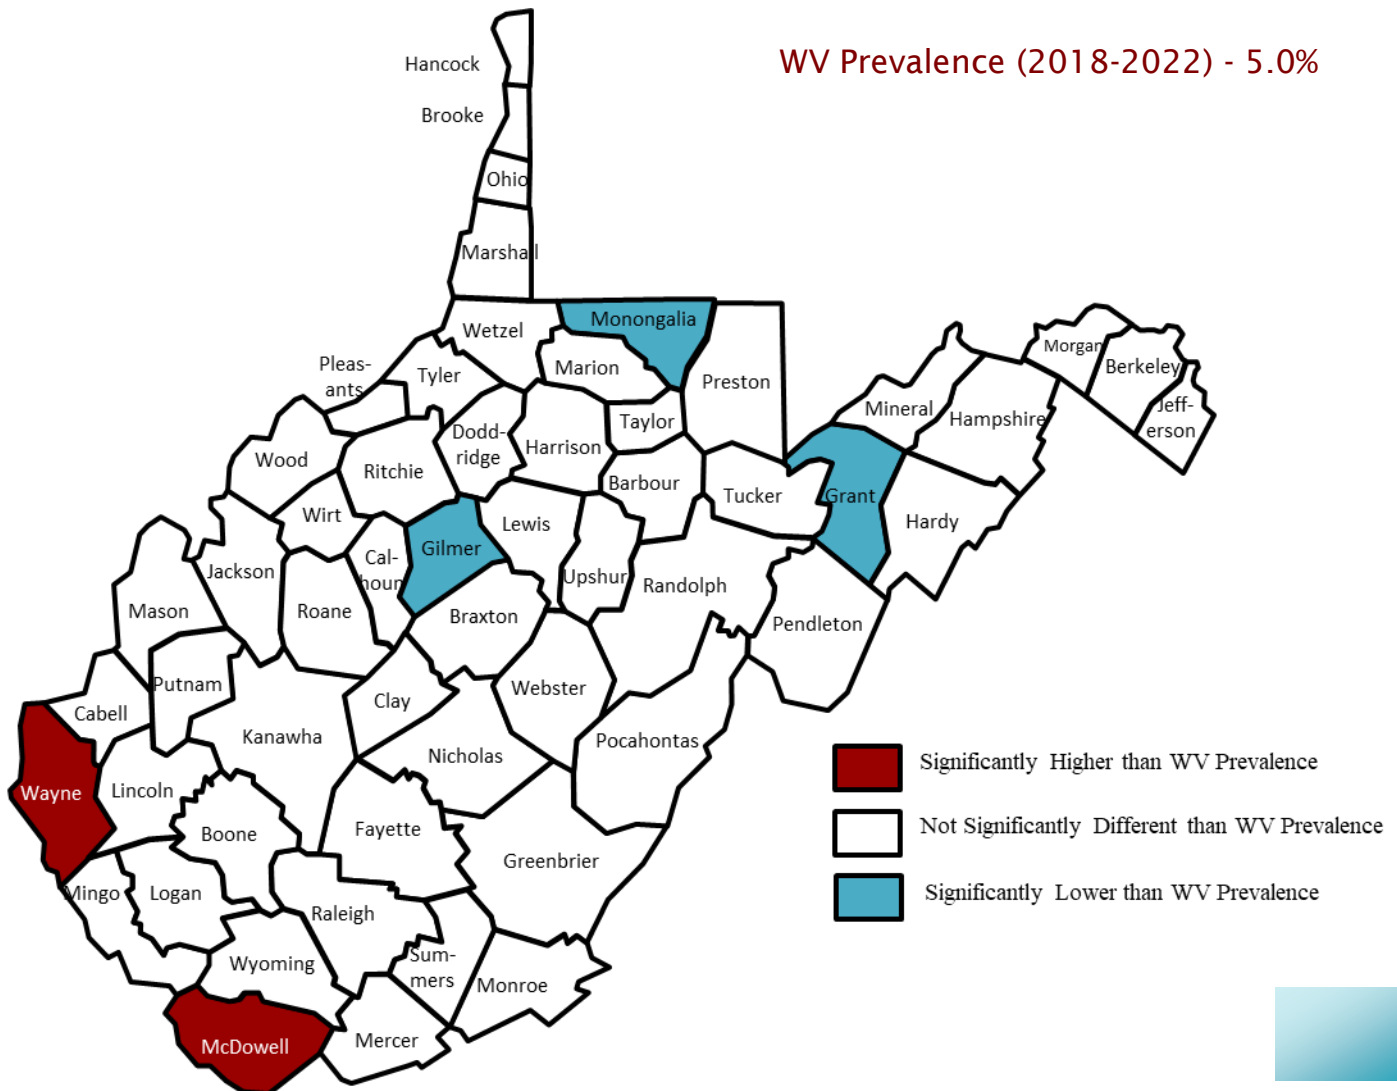 WV Prevalence (2018-2022) - 5.0%
Hancock
Brooke
Ohio
Marshall
Wetzel
Monongalia
Marion
Pleas-
ants
Tyler
Preston
Morgan
Berkeley
Jeff-
erson
Mineral
Hampshire
Taylor
Dodd-
ridge
Harrison
Wood
Ritchie
Barbour
Tucker
Grant
Hardy
Wirt
Lewis
Gilmer
Cal-
houn
Jackson
Upshur
Randolph
Mason
Roane
Braxton
Pendleton
Putnam
Clay
Webster
Cabell
Kanawha
Nicholas
Pocahontas
Wayne
Lincoln
Boone
Fayette
Greenbrier
Mingo
Logan
Raleigh
Wyoming
Sum-
mers
Monroe
McDowell
Mercer
Significantly Higher than WV Prevalence
Not Significantly Different than WV Prevalence
Significantly Lower than WV Prevalence